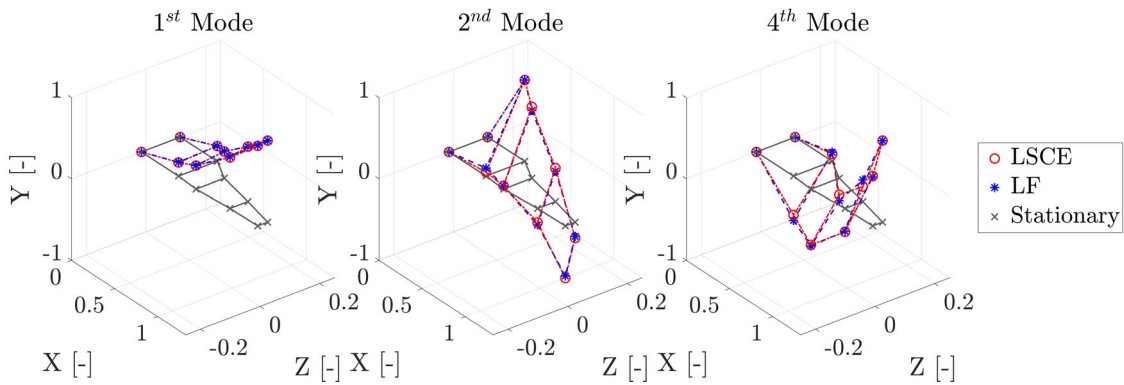 1st Mode
2nd Mode
4th Mode
1
0
-1
Y [-]
0
0.5
1
X [-]
-0.2
0
0.2
Z [-]
1
0
-1
Y [-]
0
0.5
1
X [-]
-0.2
0
0.2
Z [-]
1
0
-1
Y [-]
0
0.5
1
X [-]
-0.2
0
0.2
Z [-]
LSCE
LF
Stationary